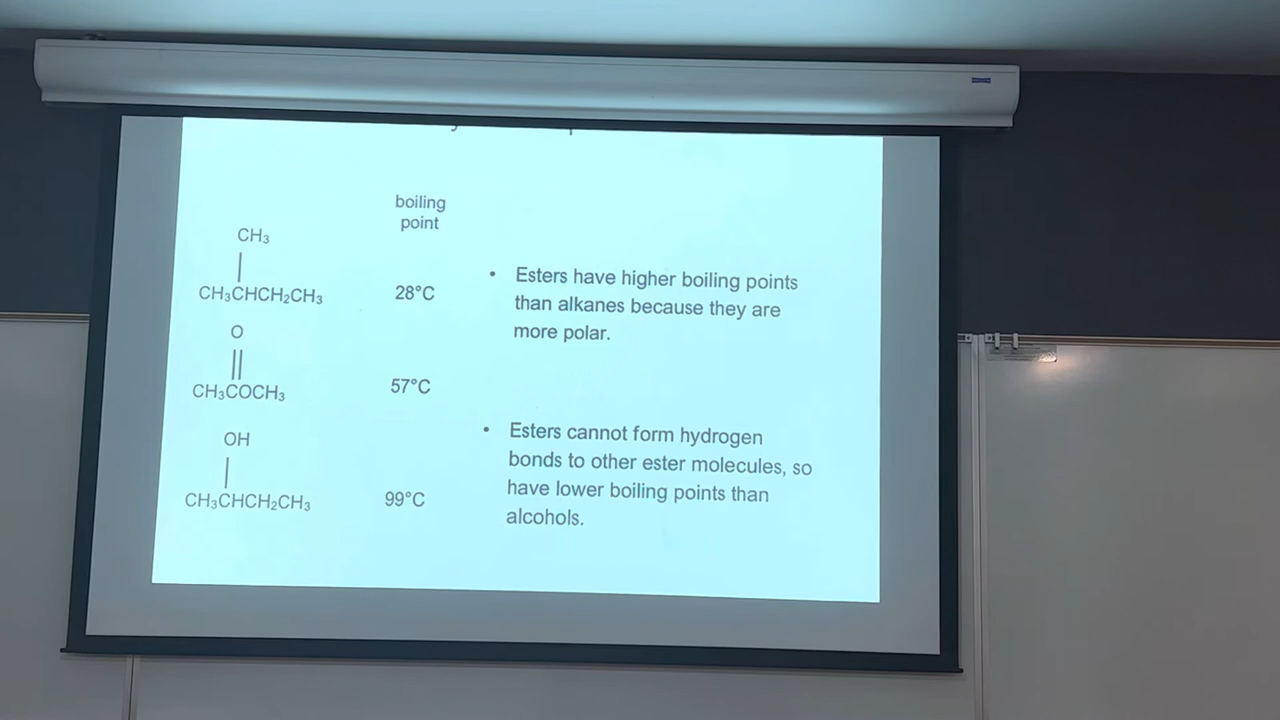 boiling
point
CH₃
|
CH₃CHCH₂CH₃
28°C
O
||
CH₃COCH₃
57°C
OH
|
CH₃CHCH₂CH₃
99°C
• Esters have higher boiling points
than alkanes because they are
more polar.
• Esters cannot form hydrogen
bonds to other ester molecules, so
have lower boiling points than
alcohols.